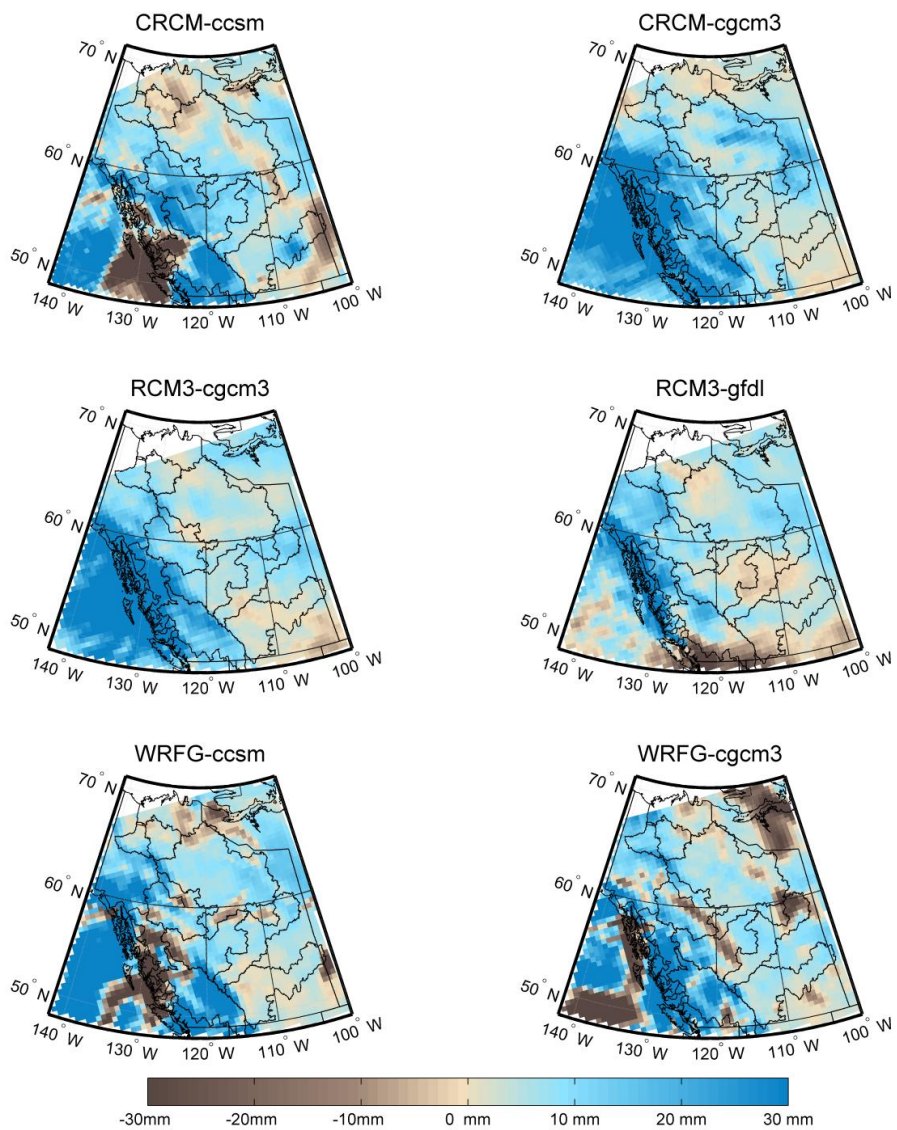 CRCM-ccsm
CRCM-cgcm3
70° N
60° N
50° N
140° W
130° W
120° W
110° W
100° W
70° N
60° N
50° N
140° W
130° W
120° W
110° W
100° W
RCM3-cgcm3
RCM3-gfdl
70° N
60° N
50° N
140° W
130° W
120° W
110° W
100° W
70° N
60° N
50° N
140° W
130° W
120° W
110° W
100° W
WRFG-ccsm
WRFG-cgcm3
70° N
60° N
50° N
140° W
130° W
120° W
110° W
100° W
70° N
60° N
50° N
140° W
130° W
120° W
110° W
100° W
-30mm -20mm -10mm 0 mm 10 mm 20 mm 30 mm